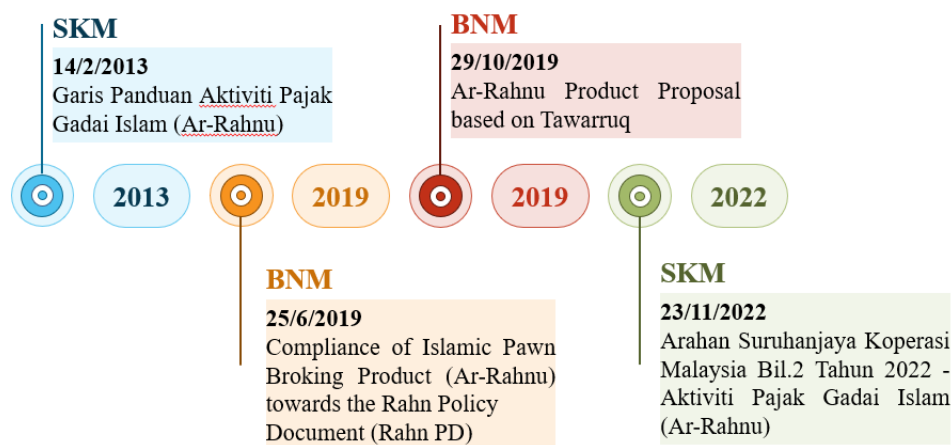 SKM
14/2/2013
Garis Panduan Aktiviti Pajak
Gadai Islam (Ar-Rahnu)
BNM
29/10/2019
Ar-Rahnu Product Proposal
based on Tawarruq
2013
2019
2019
2022
BNM
25/6/2019
Compliance of Islamic Pawn
Broking Product (Ar-Rahnu)
towards the Rahn Policy
Document (Rahn PD)
SKM
23/11/2022
Arahan Suruhanjaya Koperasi
Malaysia Bil.2 Tahun 2022 -
Aktiviti Pajak Gadai Islam
(Ar-Rahnu)